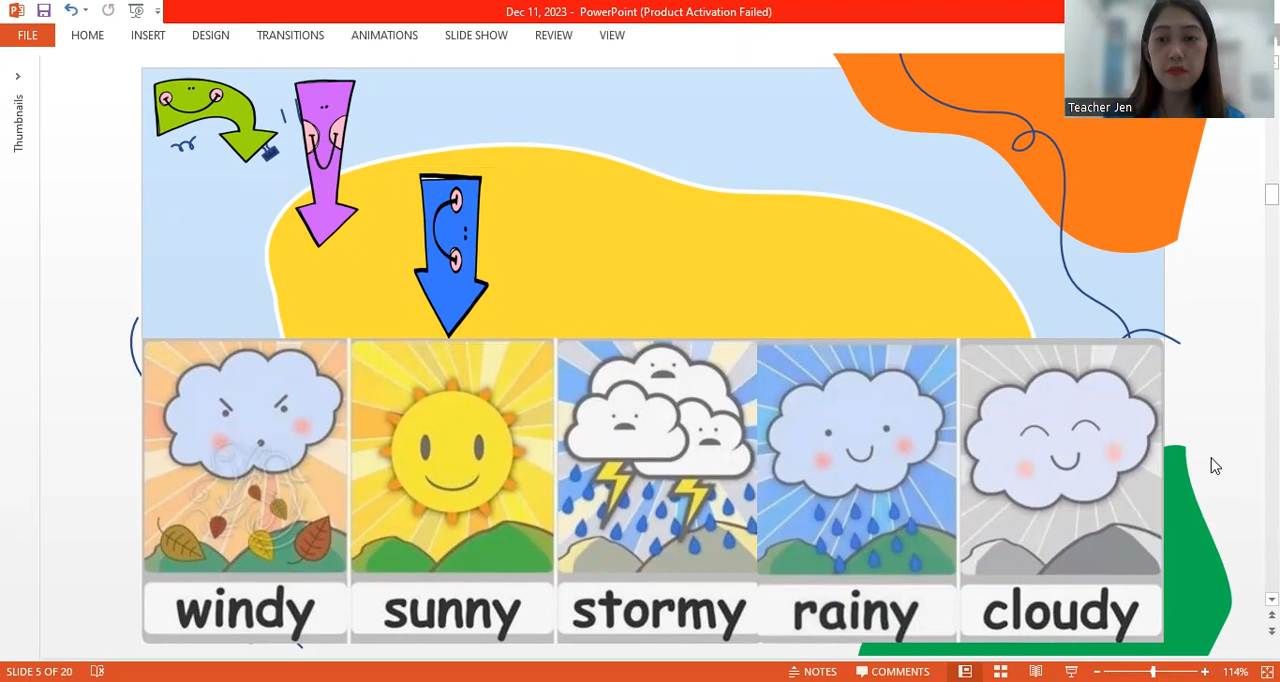 Dec 11, 2023 - PowerPoint (Product Activation Failed)
FILE HOME INSERT DESIGN TRANSITIONS ANIMATIONS SLIDE SHOW REVIEW VIEW
Teacher Jen
Thumbnails
windy sunny stormy rainy cloudy
SLIDE 5 OF 20 NOTES COMMENTS 114%